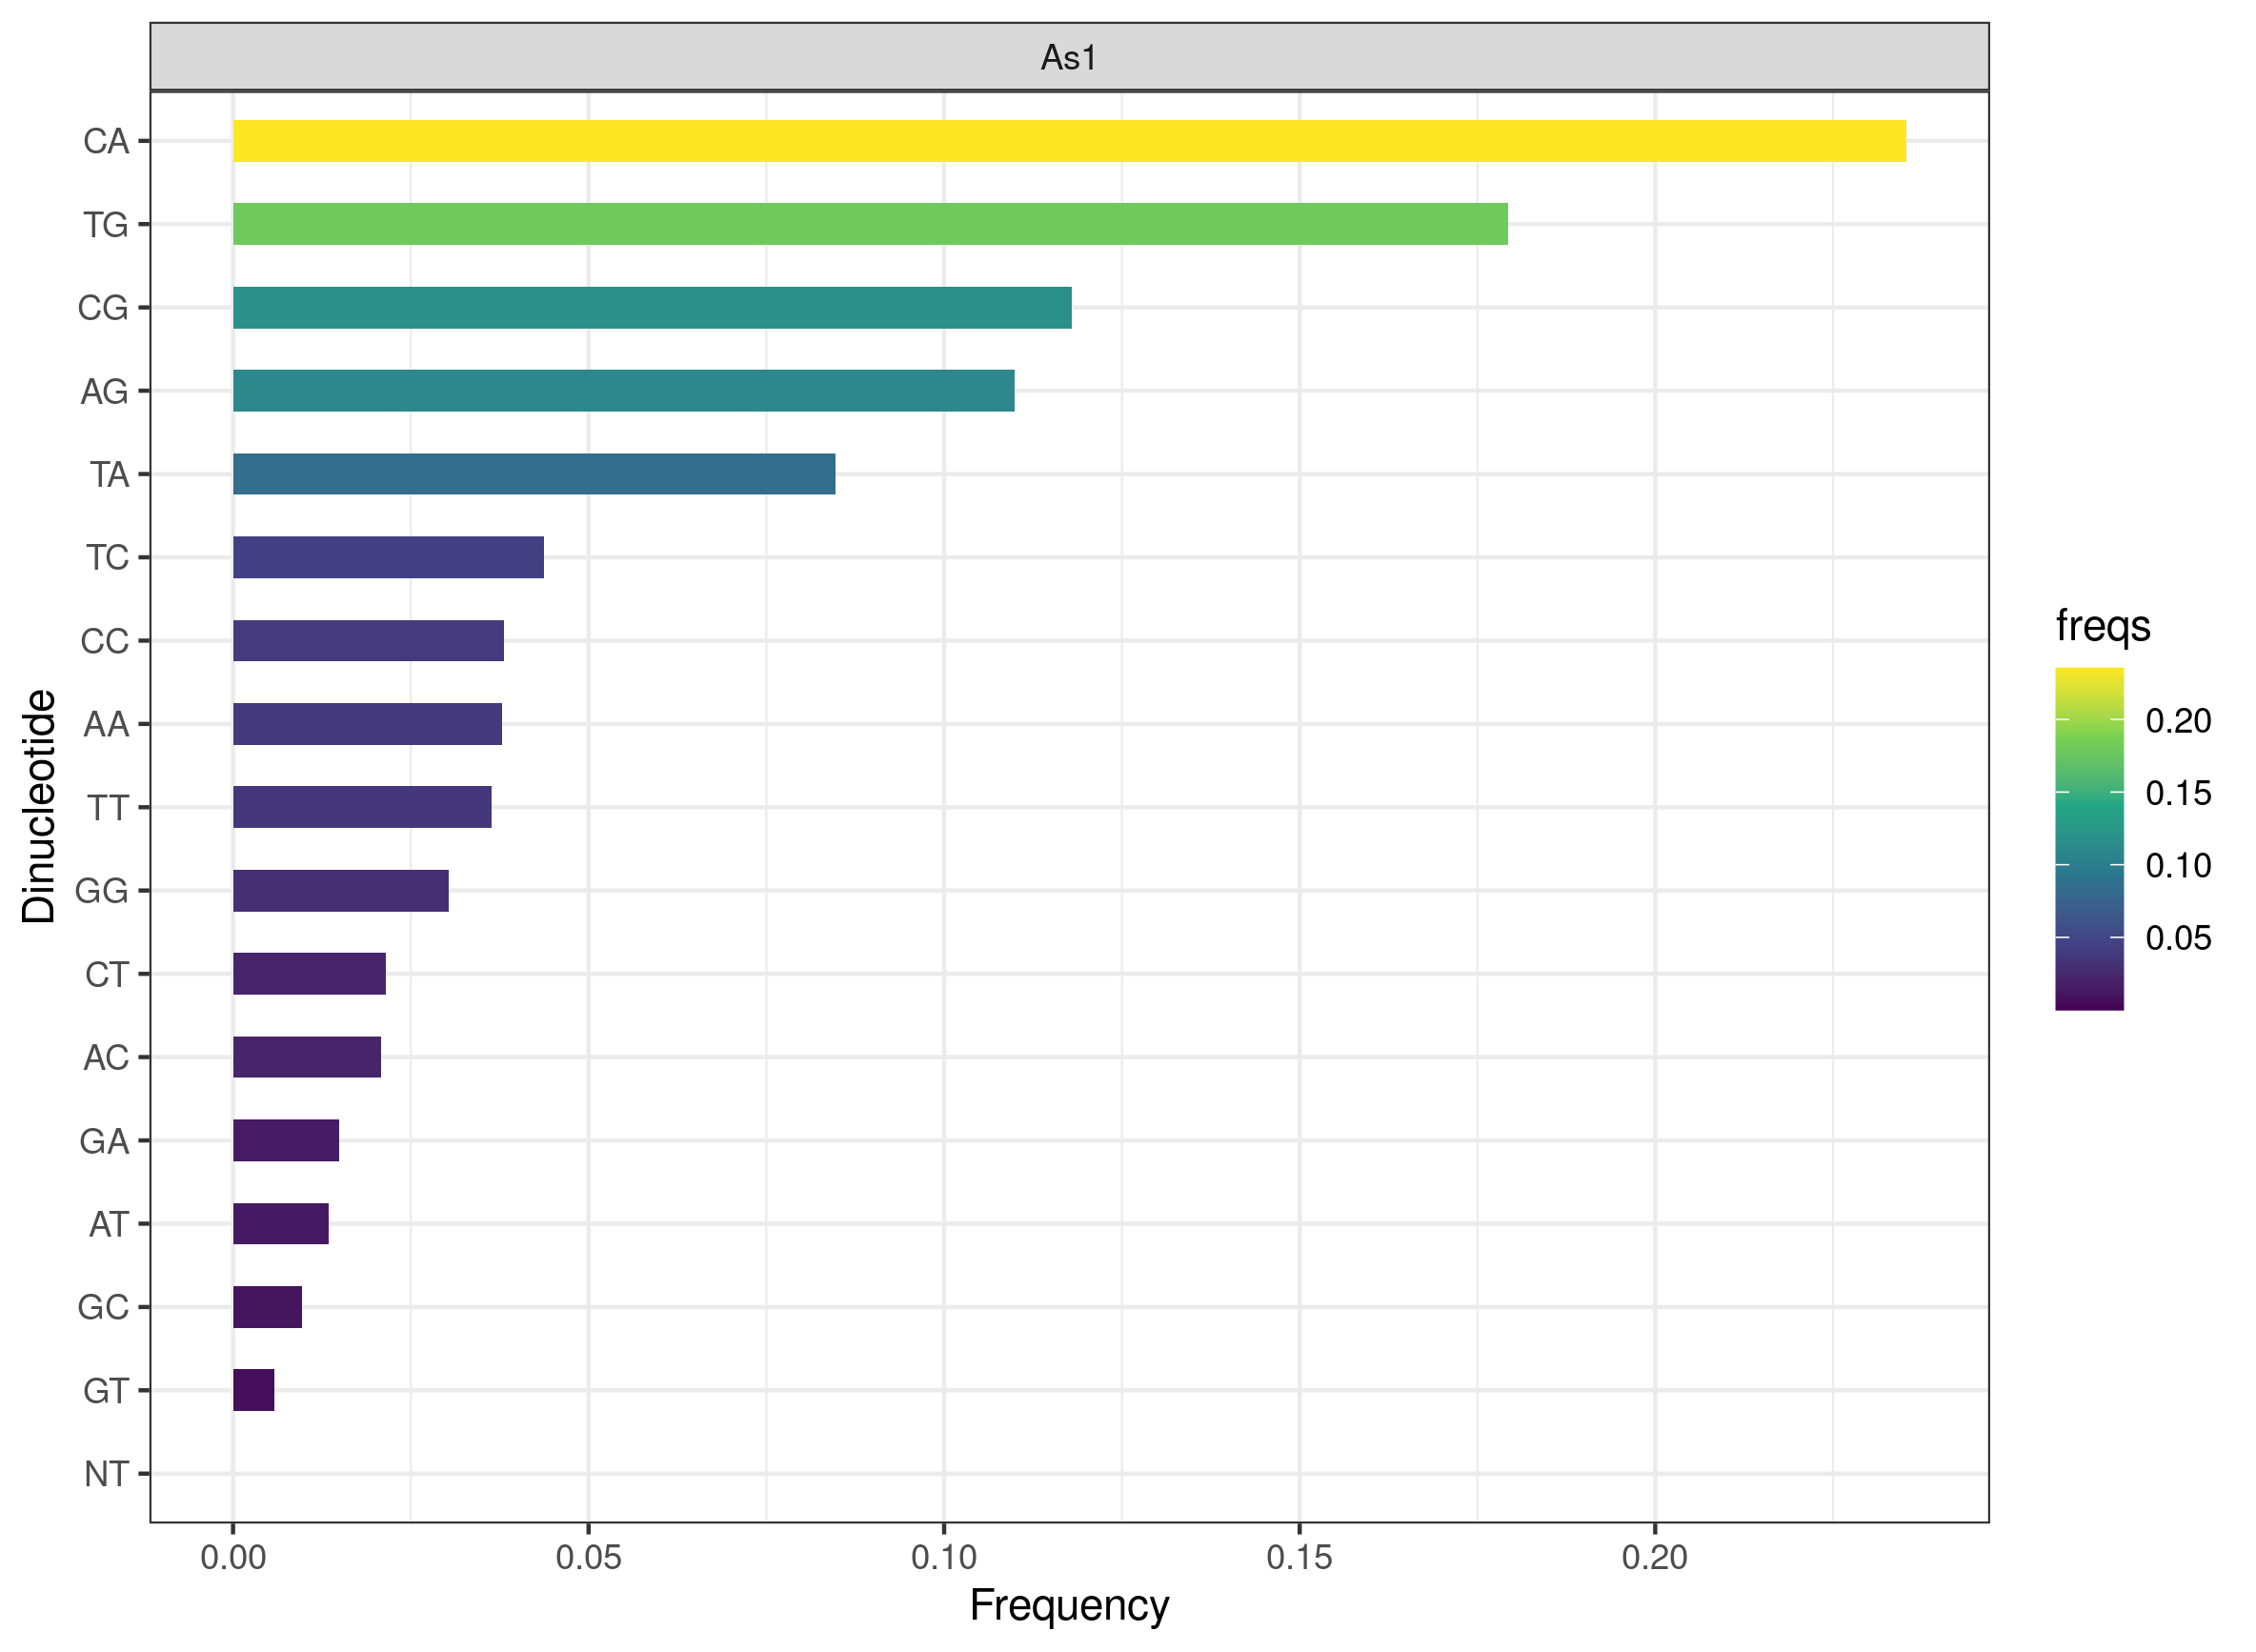 As1
CA
TG
CG
AG
TA
TC
CC
AA
TT
GG
CT
AC
GA
AT
GC
GT
NT
Dinucleotide
0.00 0.05 0.10 0.15 0.20
Frequency
freqs
0.20
0.15
0.10
0.05